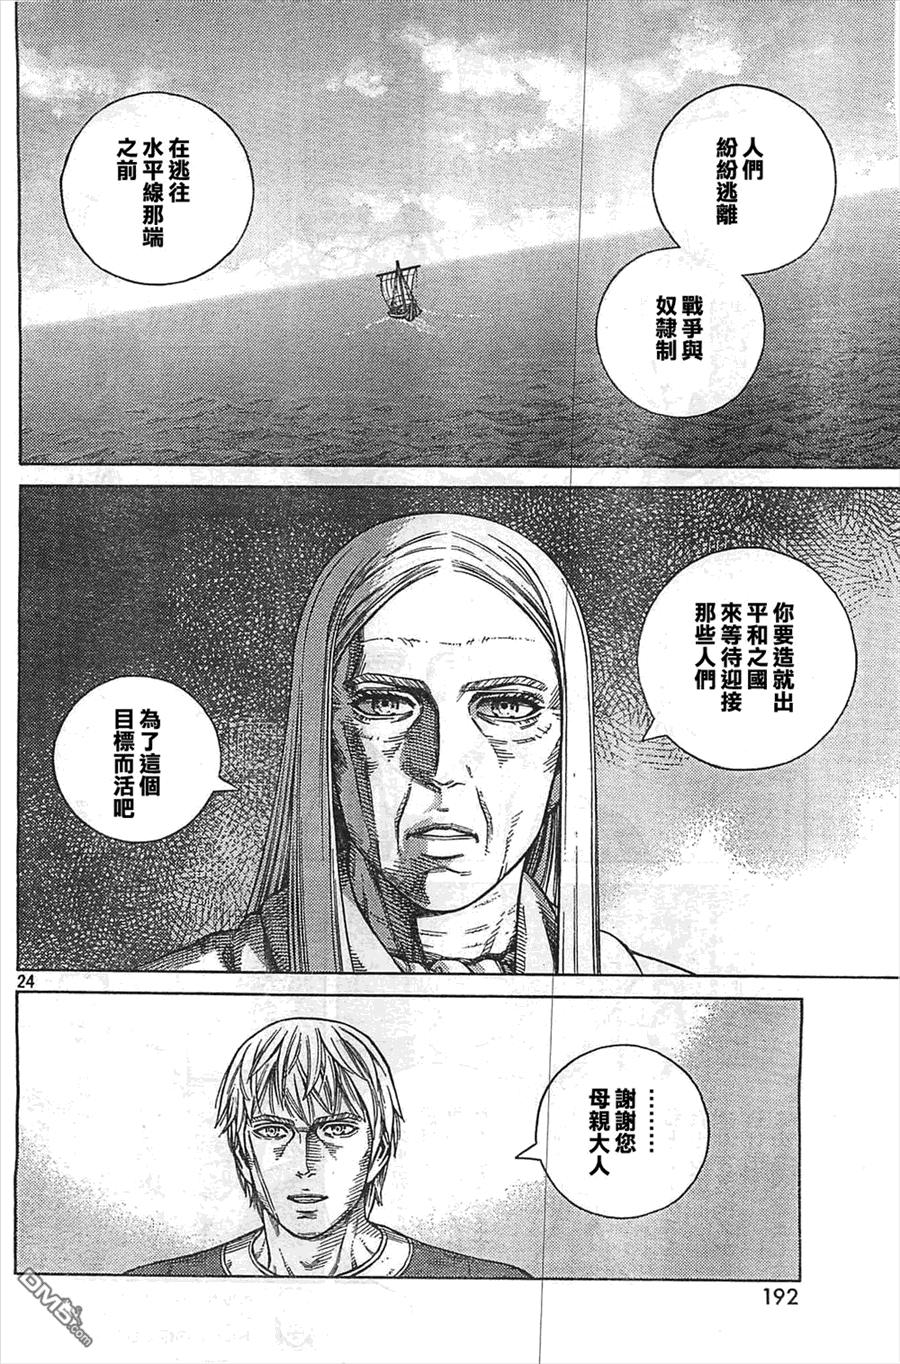 人們
紛紛逃離
戰爭與
奴隸制
在逃往
水平線那端
之前
你要造就出
平和之國
來等待迎接
那些人們
為了這個
目標而活吧
24
………
謝謝您
母親大人
192
DM5.com